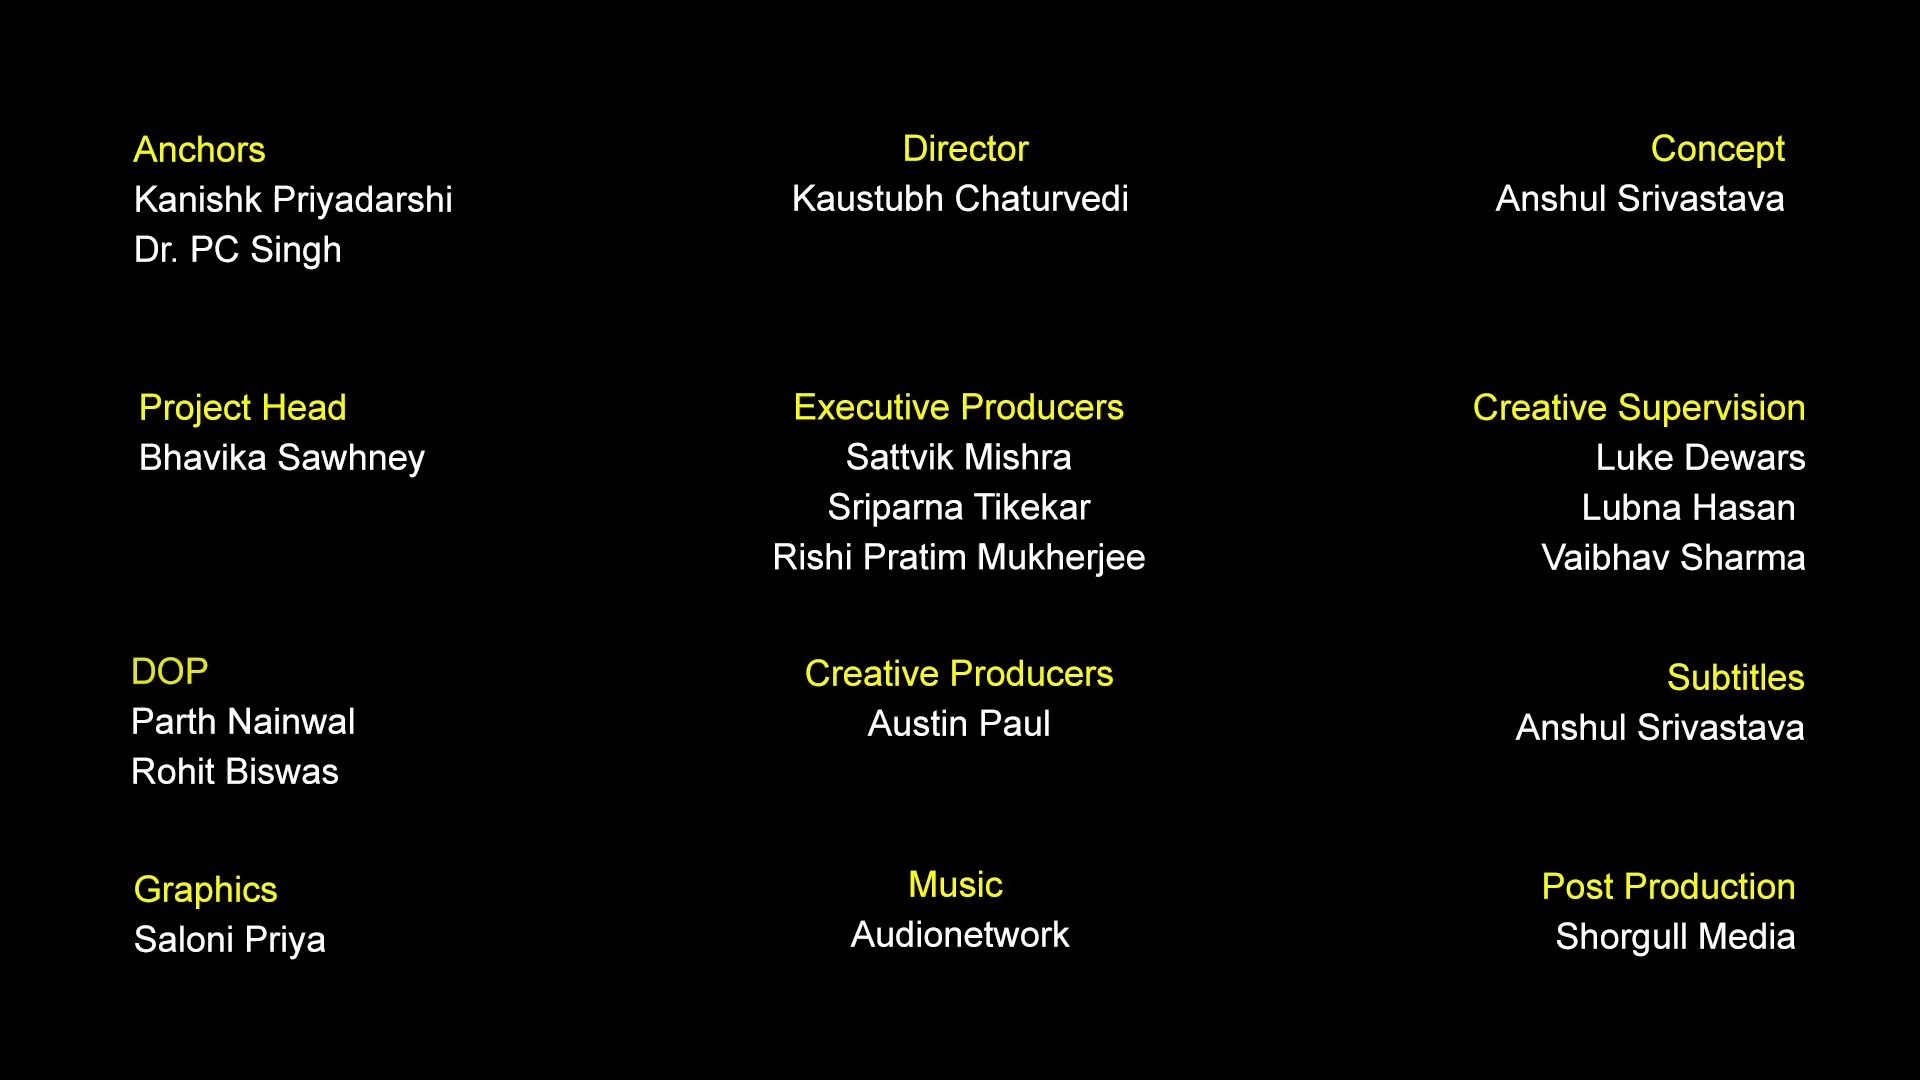 Anchors
Kanishk Priyadarshi
Dr. PC Singh
Director
Kaustubh Chaturvedi
Concept
Anshul Srivastava
Project Head
Bhavika Sawhney
Executive Producers
Sattvik Mishra
Sriparna Tikekar
Rishi Pratim Mukherjee
Creative Supervision
Luke Dewars
Lubna Hasan
Vaibhav Sharma
DOP
Parth Nainwal
Rohit Biswas
Creative Producers
Austin Paul
Subtitles
Anshul Srivastava
Graphics
Saloni Priya
Music
Audionetwork
Post Production
Shorgull Media